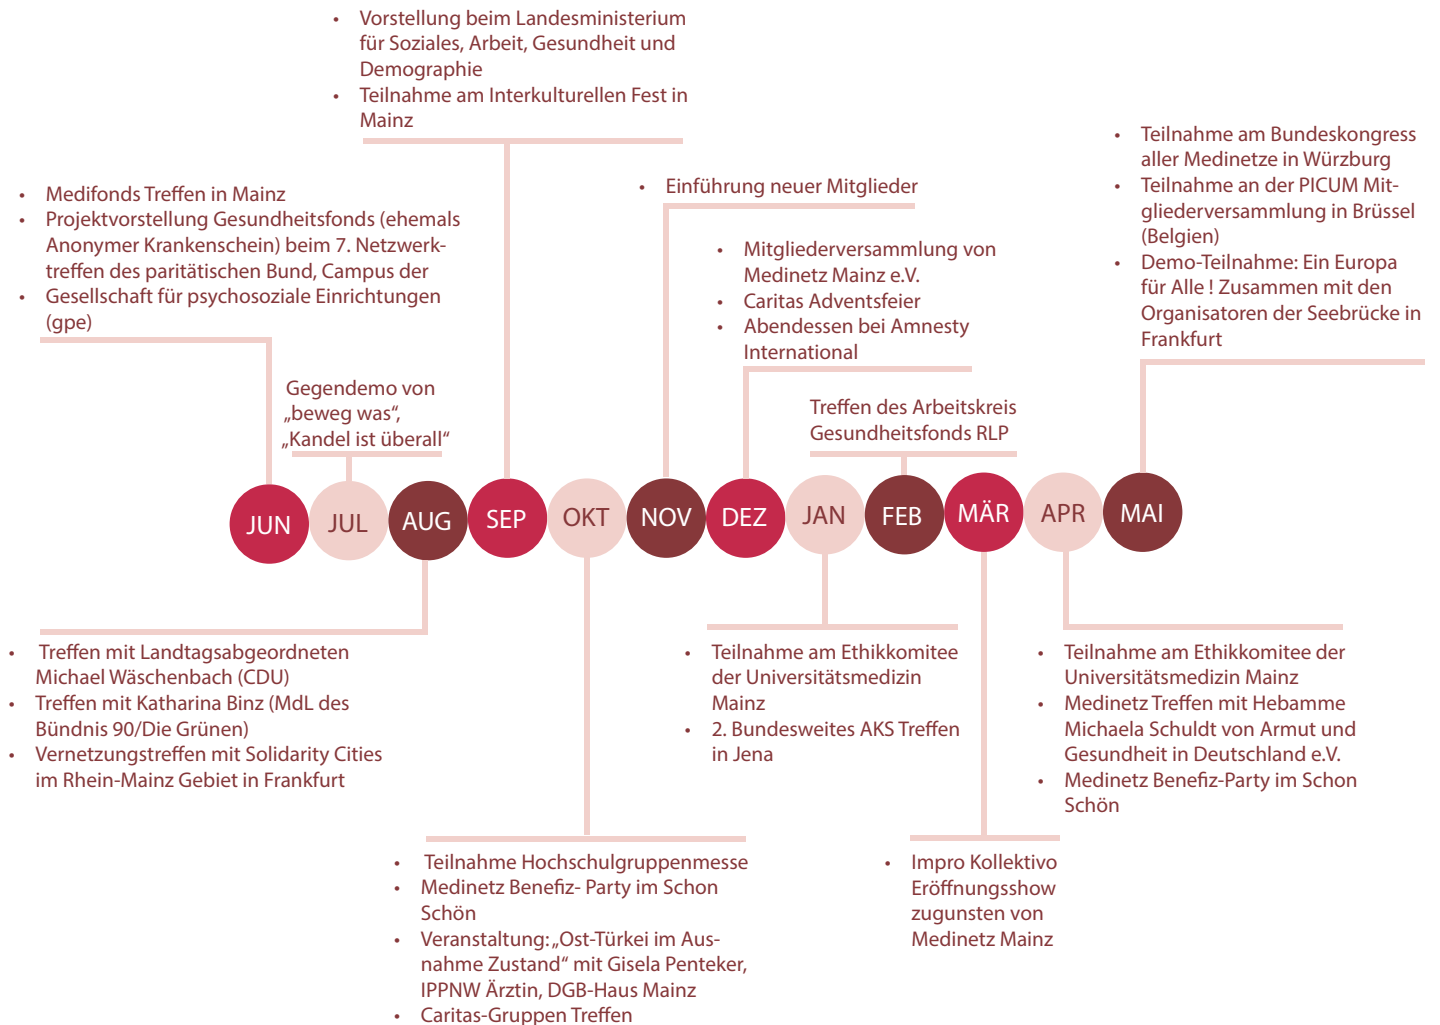 • Vorstellung beim Landesministerium
für Soziales, Arbeit, Gesundheit und
Demographie
• Teilnahme am Interkulturellen Fest in
Mainz
• Medifonds Treffen in Mainz
• Projektvorstellung Gesundheitsfonds (ehemals
Anonymer Krankenschein) beim 7. Netzwerk-
treffen des paritätischen Bund, Campus der
• Gesellschaft für psychosoziale Einrichtungen
(gpe)
• Einführung neuer Mitglieder
• Teilnahme am Bundeskongress
aller Medinetze in Würzburg
• Teilnahme an der PICUM Mit-
gliederversammlung in Brüssel
(Belgien)
• Demo-Teilnahme: Ein Europa
für Alle ! Zusammen mit den
Organisatoren der Seebrücke in
Frankfurt
• Mitgliederversammlung von
Medinetz Mainz e.V.
• Caritas Adventsfeier
• Abendessen bei Amnesty
International
Gegendemo von
„beweg was“,
„Kandel ist überall“
Treffen des Arbeitskreis
Gesundheitsfonds RLP
JUN JUL AUG SEP OKT NOV DEZ JAN FEB MÄR APR MAI
• Treffen mit Landtagsabgeordneten
Michael Wäschenbach (CDU)
• Treffen mit Katharina Binz (MdL des
Bündnis 90/Die Grünen)
• Vernetzungstreffen mit Solidarity Cities
im Rhein-Mainz Gebiet in Frankfurt
• Teilnahme am Ethikkomitee
der Universitätsmedizin
Mainz
• 2. Bundesweites AKS Treffen
in Jena
• Teilnahme am Ethikkomitee der
Universitätsmedizin Mainz
• Medinetz Treffen mit Hebamme
Michaela Schuldt von Armut und
Gesundheit in Deutschland e.V.
• Medinetz Benefiz-Party im Schon
Schön
• Teilnahme Hochschulgruppenmesse
• Medinetz Benefiz- Party im Schon
Schön
• Veranstaltung: „Ost-Türkei im Aus-
nahme Zustand“ mit Gisela Penteker,
IPPNW Ärztin, DGB-Haus Mainz
• Caritas-Gruppen Treffen
• Impro Kollektivo
Eröffnungsshow
zugunsten von
Medinetz Mainz